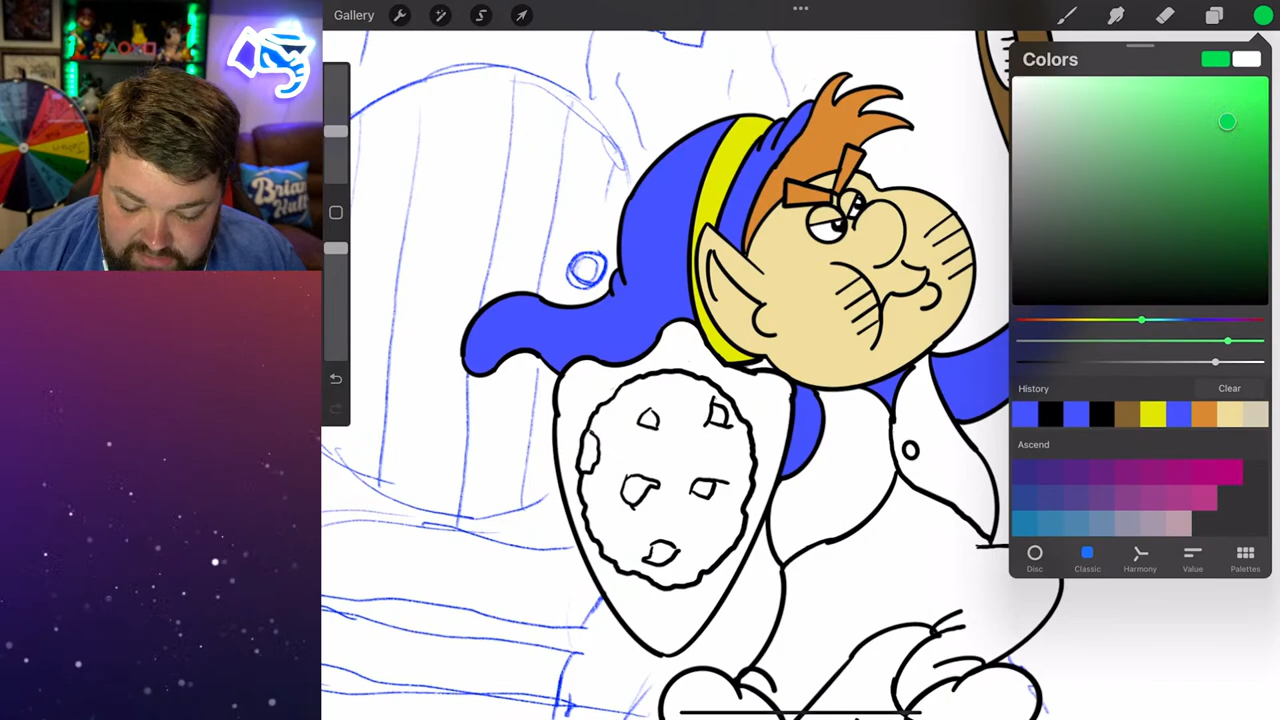 Gallery
Colors
History
Clear
Ascend
Disc
Classic
Harmony
Value
Palettes
Brian
Hull